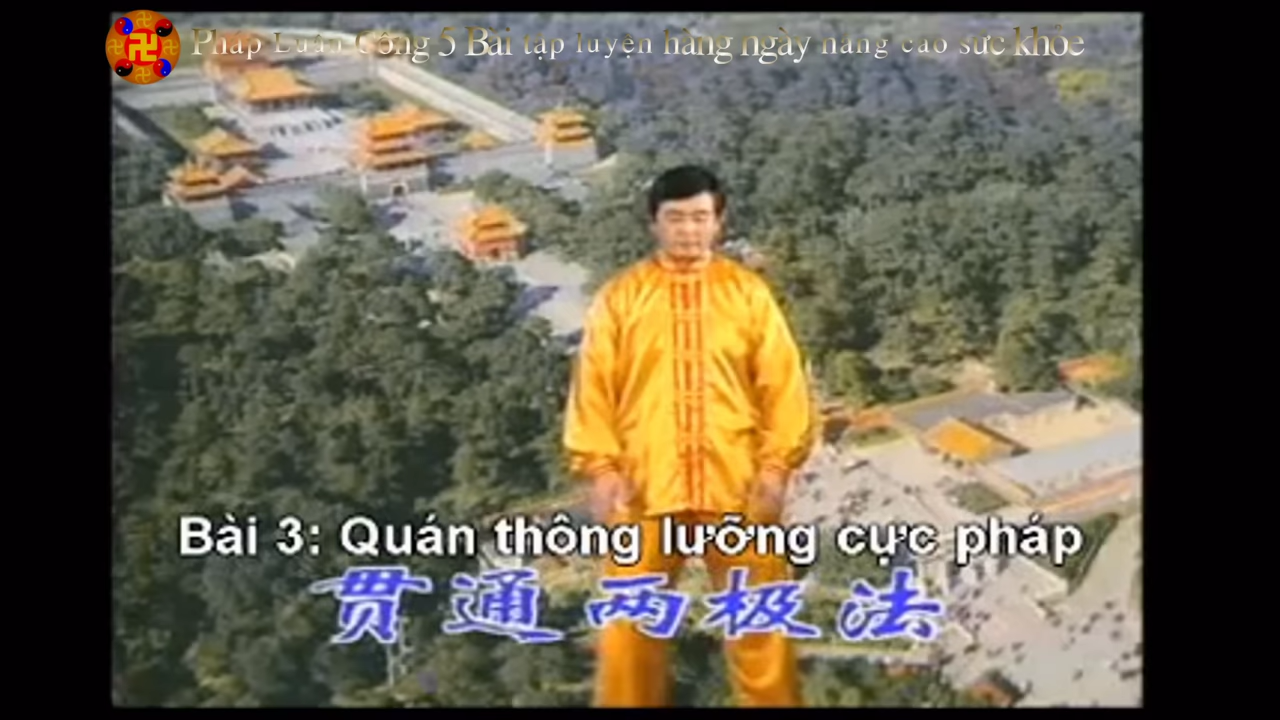 Pháp Luân Công 5 Bài tập luyện hàng ngày nâng cao sức khỏe
Bài 3: Quán thông lưỡng cực pháp
贯通两极法